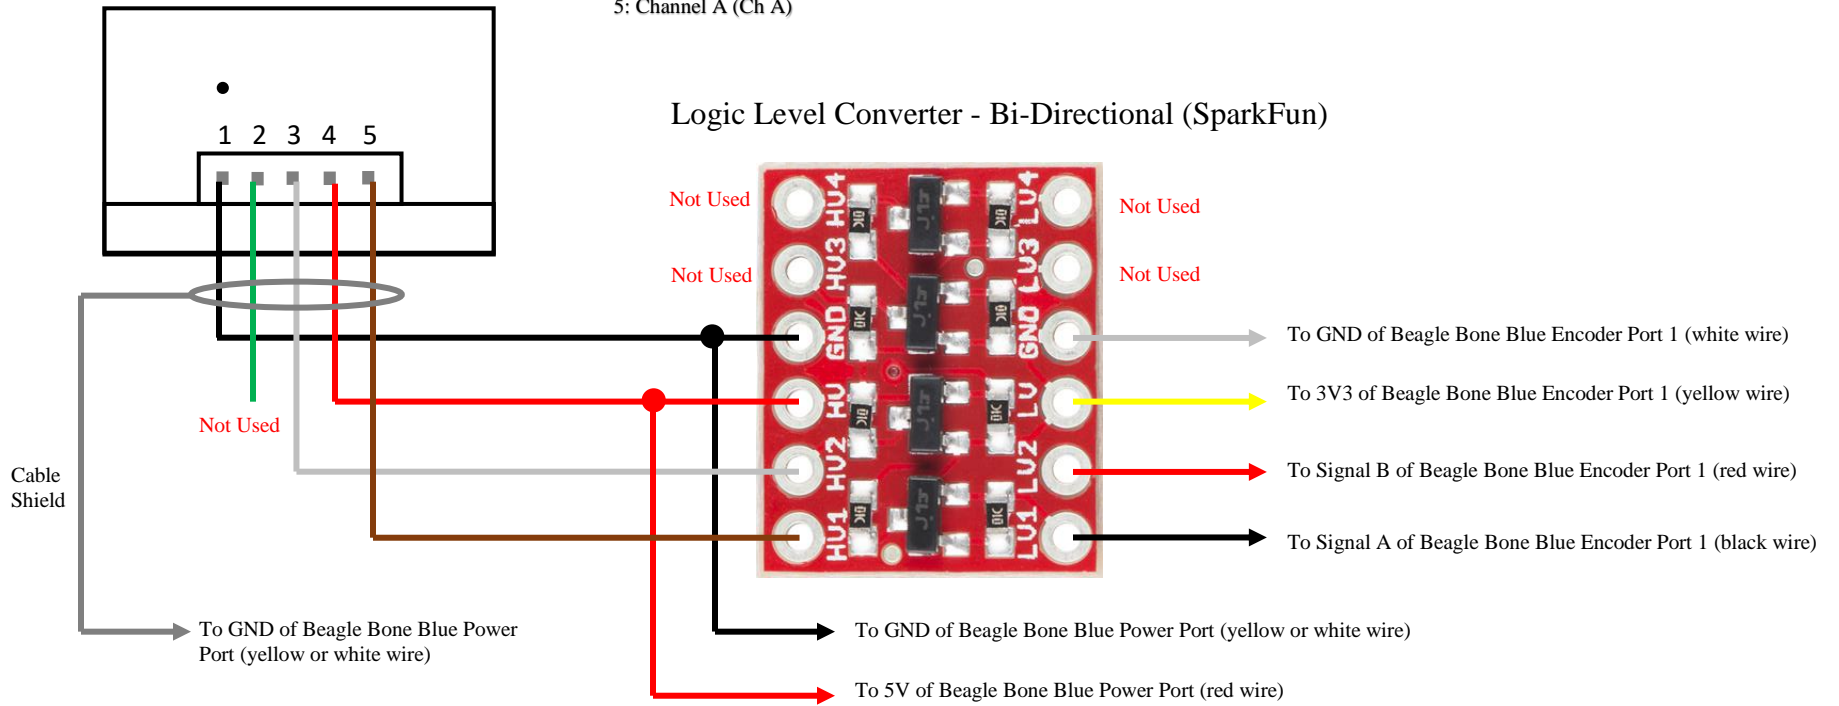 5: Channel A (Ch A)
Logic Level Converter - Bi-Directional (SparkFun)
1 2 3 4 5
Not Used
Not Used
Not Used
Not Used
HV4
HV3
GND
HV
HV2
HV1
LV4
LV3
GND
LV
LV2
LV1
To GND of Beagle Bone Blue Encoder Port 1 (white wire)
To 3V3 of Beagle Bone Blue Encoder Port 1 (yellow wire)
To Signal B of Beagle Bone Blue Encoder Port 1 (red wire)
To Signal A of Beagle Bone Blue Encoder Port 1 (black wire)
Not Used
Cable
Shield
To GND of Beagle Bone Blue Power
Port (yellow or white wire)
To GND of Beagle Bone Blue Power Port (yellow or white wire)
To 5V of Beagle Bone Blue Power Port (red wire)